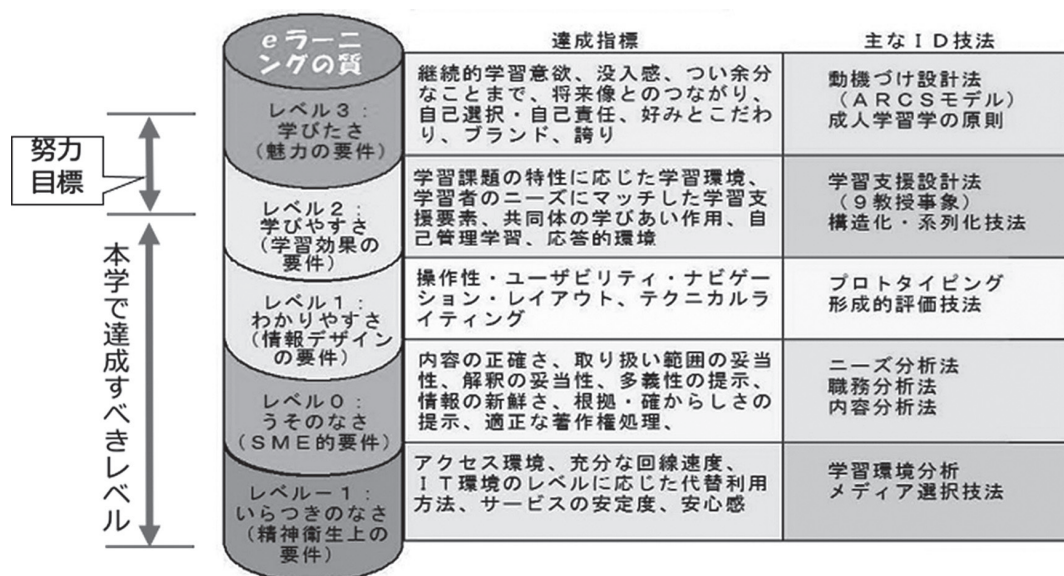 eラーニ
ングの質
達成指標
主なID技法
レベル3：
学びたさ
(魅力の要件)
継続的学習意欲、没入感、つい余分
なことまで、将来像とのつながり、
自己選択・自己責任、好みとこだわ
り、ブランド、誇り
動機づけ設計法
(ARCSモデル)
成人学習学の原則
努力
目標
レベル2：
学びやすさ
(学習効果の
要件)
学習課題の特性に応じた学習環境、
学習者のニーズにマッチした学習支
援要素、共同体の学びあい作用、自
己管理学習、応答的環境
学習支援設計法
(9教授事象)
構造化・系列化技法
本学で達成すべきレベル
レベル1：
わかりやすさ
(情報デザイン
の要件)
操作性・ユーザビリティ・ナビゲー
ション・レイアウト、テクニカルラ
イティング
プロトタイピング
形成的評価技法
レベル0：
うそのなさ
(SME的要件)
内容の正確さ、取り扱い範囲の妥当
性、解釈の妥当性、多義性の提示、
情報の新鮮さ、根拠・確からしさの
提示、適正な著作権処理、
ニーズ分析法
職務分析法
内容分析法
レベルー1：
いらつきのなさ
(精神衛生上の
要件)
アクセス環境、充分な回線速度、
IT環境のレベルに応じた代替利用
方法、サービスの安定度、安心感
学習環境分析
メディア選択技法